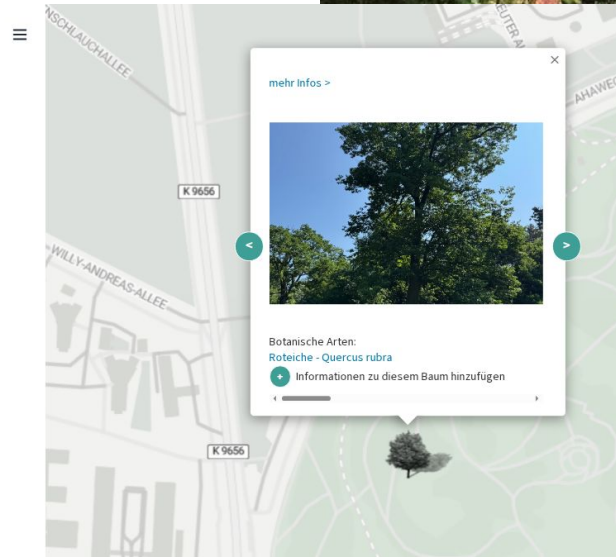 NSCHLAUCHALLEE
EUTER A
AHAWEG
mehr Infos >
K 9656
WILLY-ANDREAS-ALLEE
<
>
Botanische Arten:
Roteiche - Quercus rubra
+ Informationen zu diesem Baum hinzufügen
K 9656